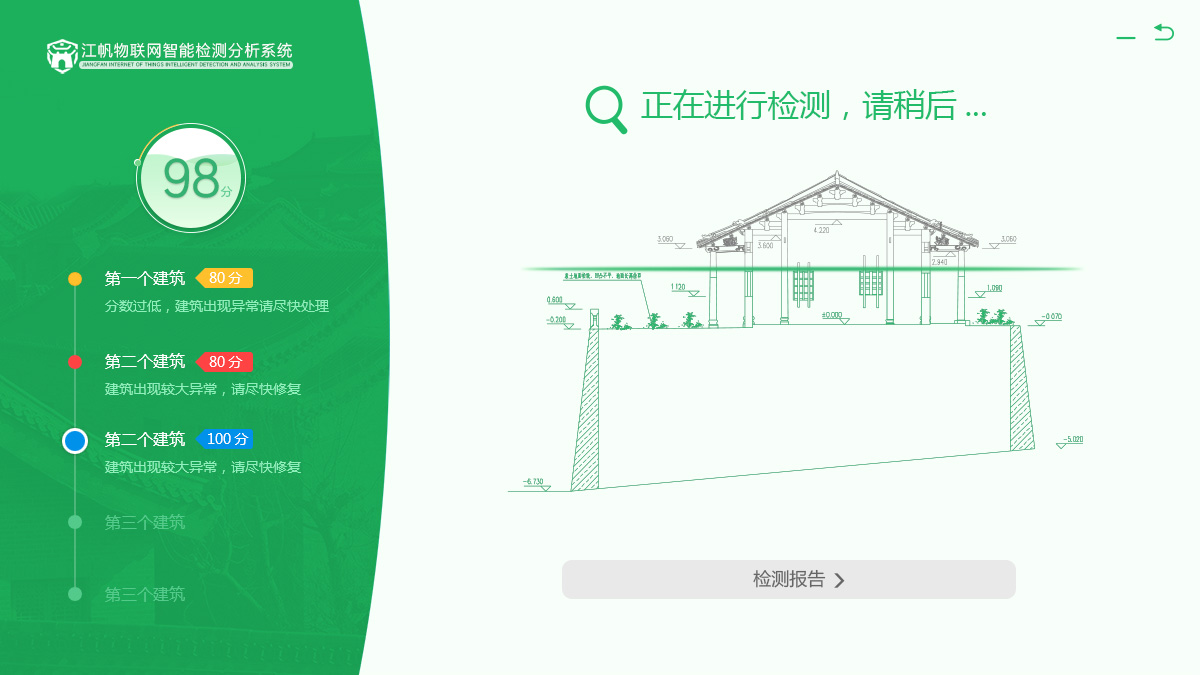 江帆物联网智能检测分析系统
JIANGFAN INTERNET OF THINGS INTELLIGENT DETECTION AND ANALYSIS SYSTEM
98分
第一个建筑 80 分
分数过低，建筑出现异常请尽快处理
第二个建筑 80 分
建筑出现较大异常，请尽快修复
第二个建筑 100 分
建筑出现较大异常，请尽快修复
第三个建筑
第三个建筑
正在进行检测，请稍后 ...
4.220
3.060
3.600
3.060
2.940
1.120
1.090
0.600
-0.200
±0.000
-0.070
-5.020
-6.730
检测报告